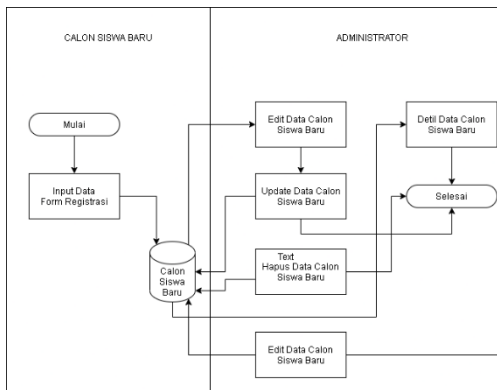 CALON SISWA BARU
ADMINISTRATOR
Mulai
Input Data
Form Registrasi
Calon
Siswa
Baru
Edit Data Calon
Siswa Baru
Detil Data Calon
Siswa Baru
Update Data Calon
Siswa Baru
Selesai
Text
Hapus Data Calon
Siswa Baru
Edit Data Calon
Siswa Baru